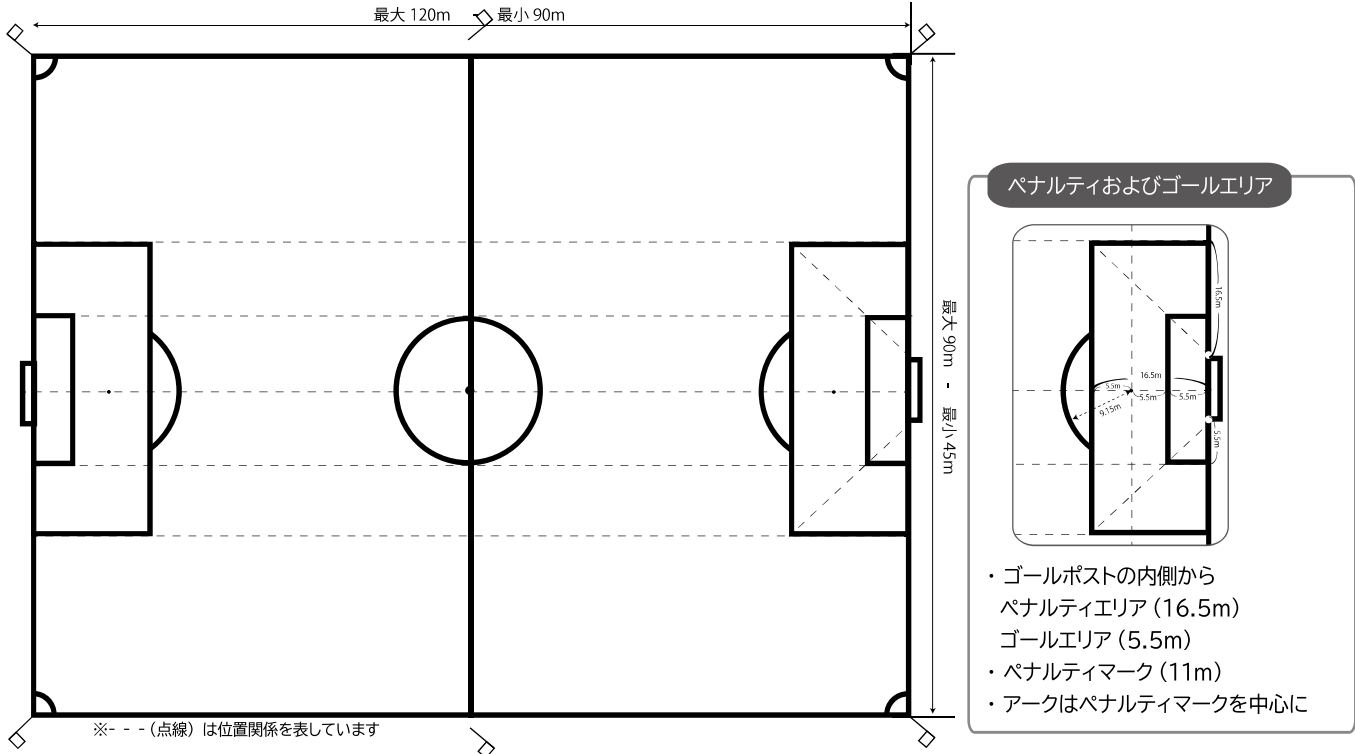 最大 120m - 最小 90m
最大 90m - 最小 45m
※- - -（点線）は位置関係を表しています
ペナルティおよびゴールエリア
16.5m
16.5m
5.5m
5.5m
5.5m
9.15m
5.5m
・ゴールポストの内側から
ペナルティエリア（16.5m）
ゴールエリア（5.5m）
・ペナルティマーク（11m）
・アークはペナルティマークを中心に